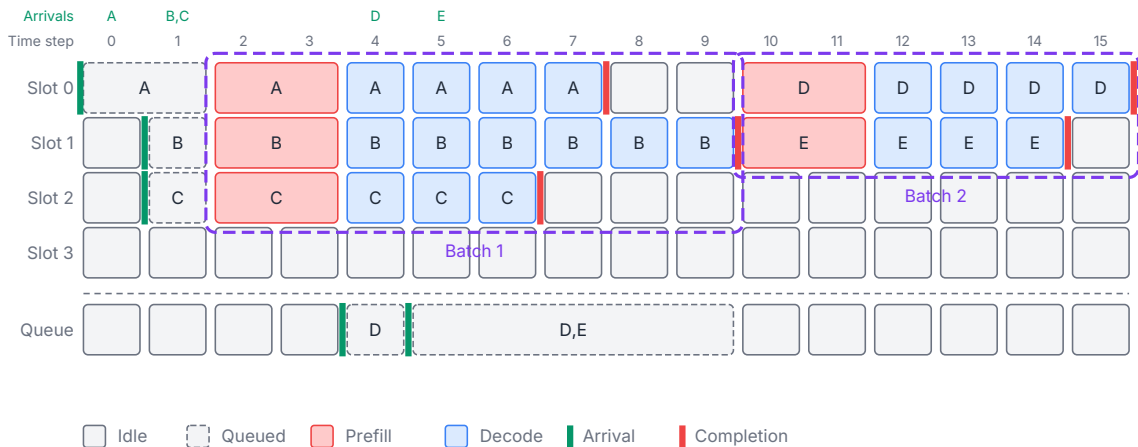 Arrivals A B,C D E
Time step 0 1 2 3 4 5 6 7 8 9 10 11 12 13 14 15
Slot 0 A A A A A A D D D D D
Slot 1 B B B B B B B B E E E E
Slot 2 C C C C C
Batch 2
Slot 3
Batch 1
Queue D D,E
Idle Queued Prefill Decode Arrival Completion